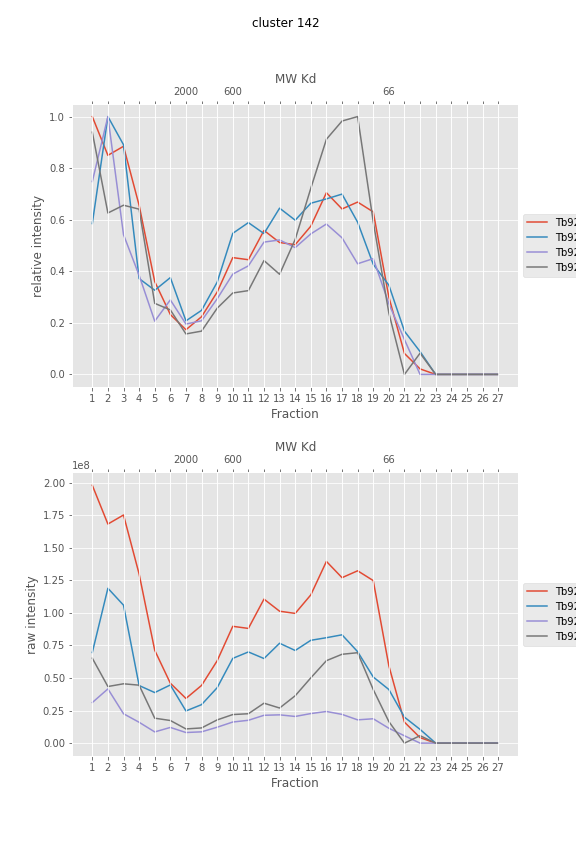 cluster 142
MW Kd
2000 600 66
1.0
0.8
0.6
0.4
0.2
0.0
relative intensity
Tb92
Tb92
Tb92
Tb92
1 2 3 4 5 6 7 8 9 10 11 12 13 14 15 16 17 18 19 20 21 22 23 24 25 26 27
Fraction
MW Kd
2000 600 66
1e8
2.00
1.75
1.50
1.25
1.00
0.75
0.50
0.25
0.00
raw intensity
Tb92
Tb92
Tb92
Tb92
1 2 3 4 5 6 7 8 9 10 11 12 13 14 15 16 17 18 19 20 21 22 23 24 25 26 27
Fraction